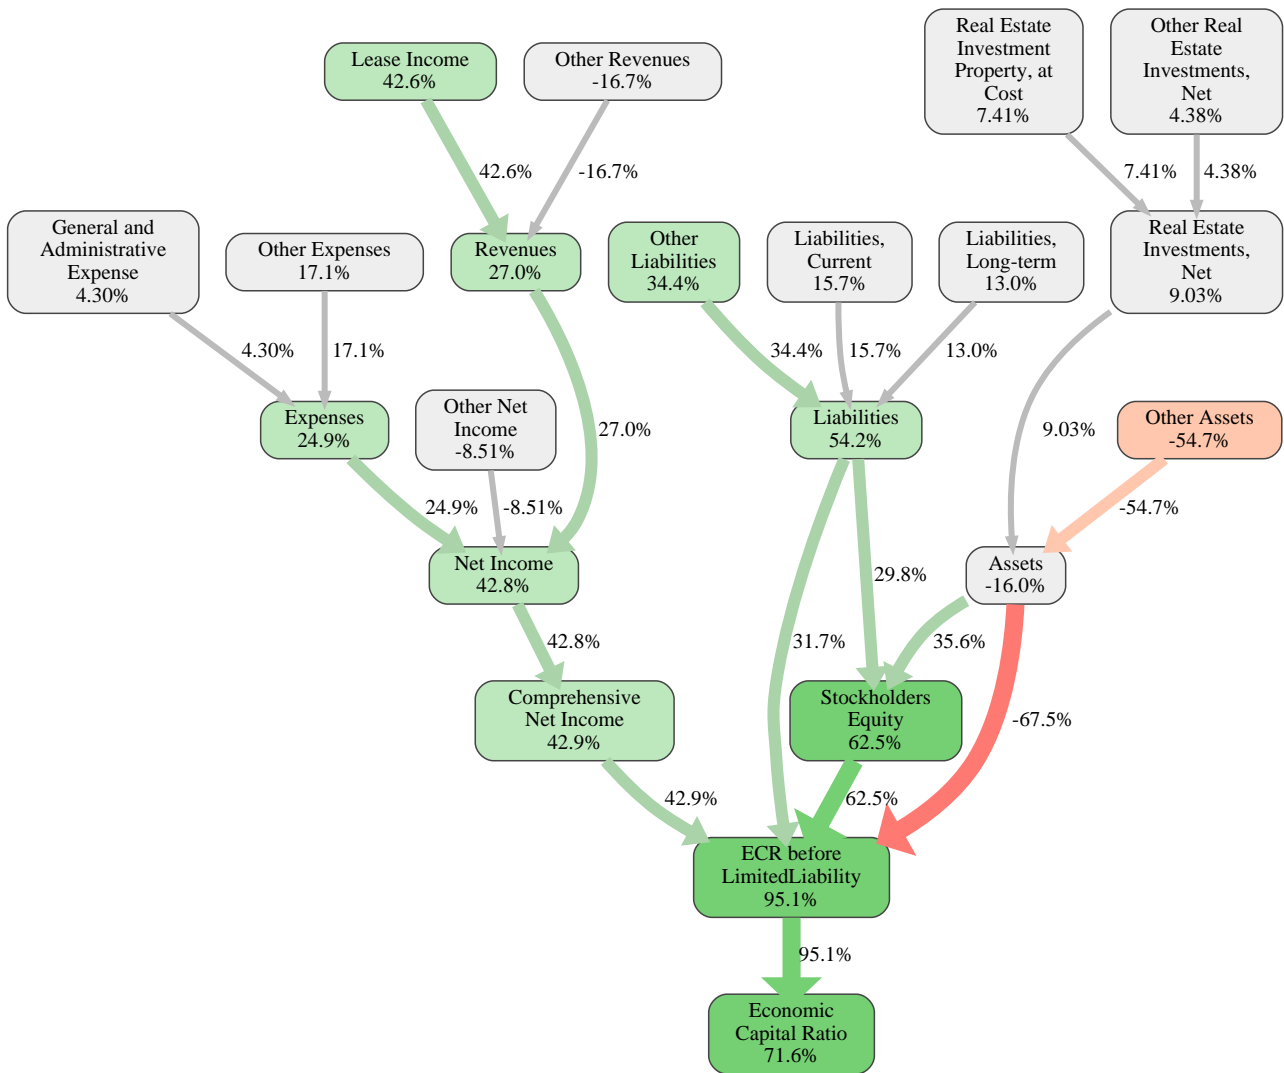 Real Estate
Investment
Property, at
Cost
7.41%
Other Real
Estate
Investments,
Net
4.38%
Lease Income
42.6%
Other Revenues
-16.7%
42.6%
-16.7%
7.41%
4.38%
General and
Administrative
Expense
4.30%
Other Expenses
17.1%
Revenues
27.0%
Other
Liabilities
34.4%
Liabilities,
Current
15.7%
Liabilities,
Long-term
13.0%
Real Estate
Investments,
Net
9.03%
4.30%
17.1%
34.4%
15.7%
13.0%
Expenses
24.9%
Other Net
Income
-8.51%
27.0%
Liabilities
54.2%
9.03%
Other Assets
-54.7%
24.9%
-8.51%
-54.7%
Net Income
42.8%
29.8%
Assets
-16.0%
42.8%
31.7%
35.6%
Comprehensive
Net Income
42.9%
Stockholders
Equity
62.5%
-67.5%
42.9%
62.5%
ECR before
LimitedLiability
95.1%
95.1%
Economic
Capital Ratio
71.6%